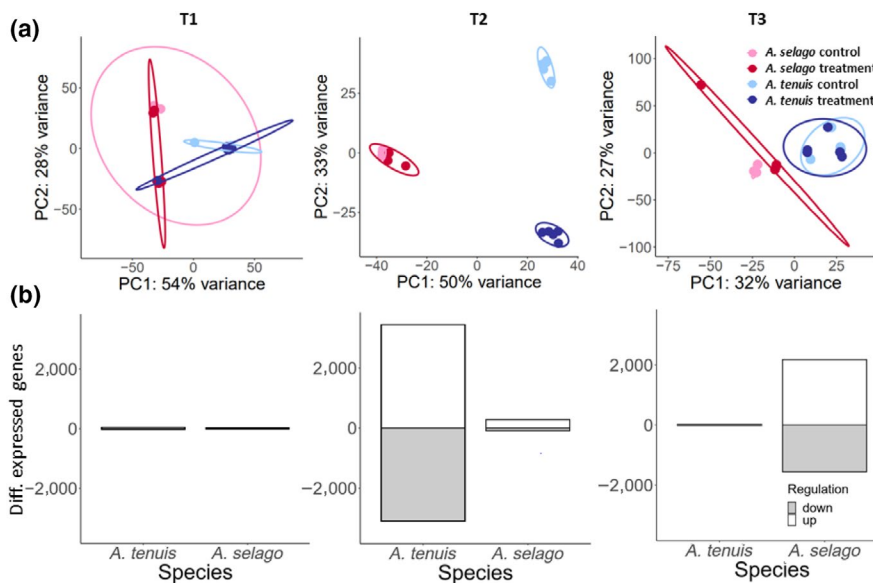 T1 T2 T3
(a)
PC2: 28% variance
50
0
−50
−50 0 50
PC1: 54% variance
PC2: 33% variance
25
0
−25
−40 −20 0 20 40
PC1: 50% variance
PC2: 27% variance
100
50
0
−50
−100
−75 −50 −25 0 25
PC1: 32% variance
A. selago control
A. selago treatment
A. tenuis control
A. tenuis treatment
(b)
Diff. expressed genes
2,000
0
−2,000
A. tenuis A. selago
Species
2,000
0
−2,000
A. tenuis A. selago
Species
2,000
0
−2,000
Regulation
down
up
A. tenuis A. selago
Species